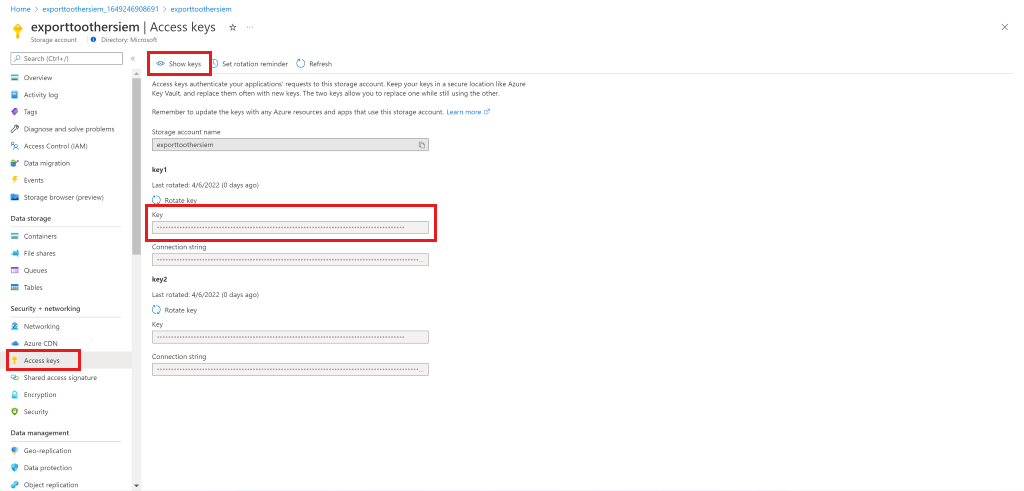 Home > exporttoothersiem_1649246908691 > exporttoothersiem
exporttoothersiem | Access keys ☆ ···
Storage account
Directory: Microsoft
Search (Ctrl+/)
«
Overview
Activity log
Tags
Diagnose and solve problems
Access Control (IAM)
Data migration
Events
Storage browser (preview)
Data storage
Containers
File shares
Queues
Tables
Security + networking
Networking
Azure CDN
Access keys
Shared access signature
Encryption
Security
Data management
Geo-replication
Data protection
Object replication
Show keys Set rotation reminder Refresh
Access keys authenticate your applications' requests to this storage account. Keep your keys in a secure location like Azure
Key Vault, and replace them often with new keys. The two keys allow you to replace one while still using the other.
Remember to update the keys with any Azure resources and apps that use this storage account. Learn more
Storage account name
exporttoothersiem
key1
Last rotated: 4/6/2022 (0 days ago)
Rotate key
Key
Connection string
key2
Last rotated: 4/6/2022 (0 days ago)
Rotate key
Key
Connection string